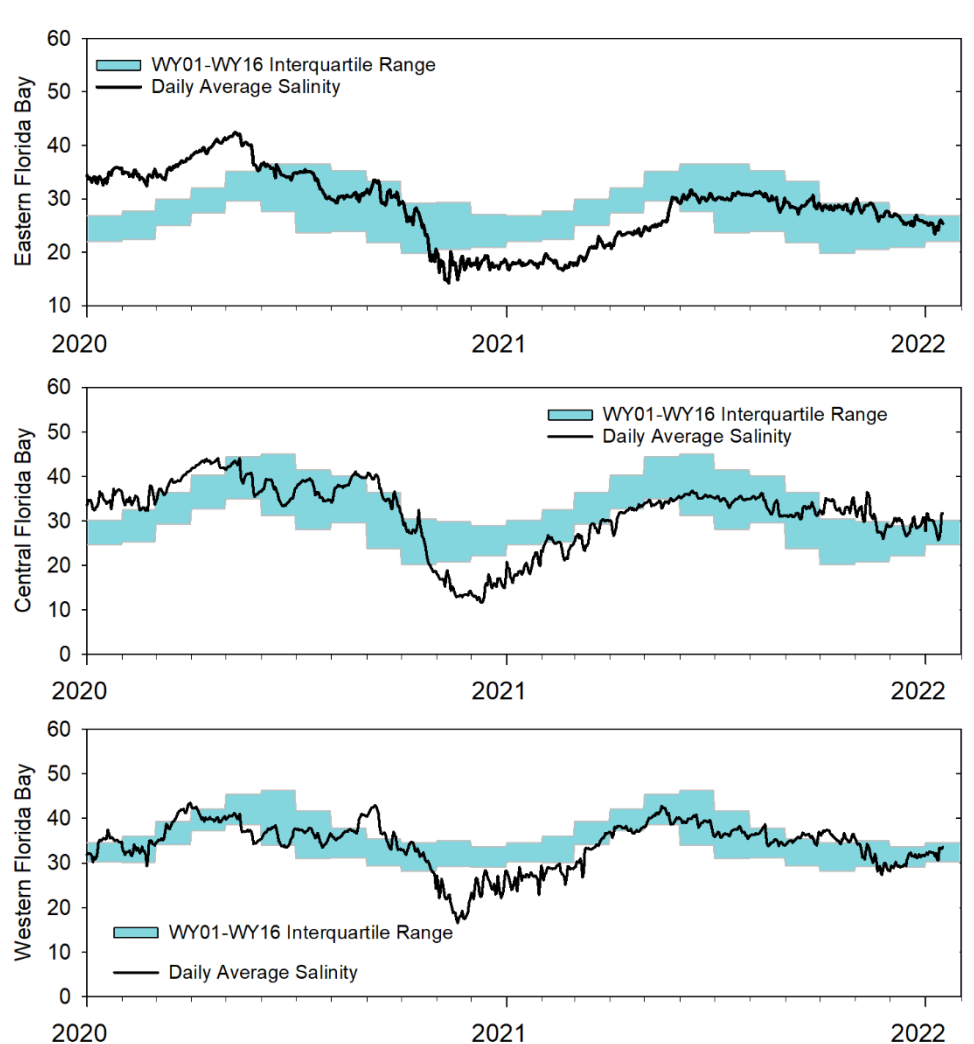 60
WY01-WY16 Interquartile Range
50
Daily Average Salinity
40
30
20
10
Eastern Florida Bay
2020 2021 2022
60
50
WY01-WY16 Interquartile Range
Daily Average Salinity
40
30
20
10
0
Central Florida Bay
2020 2021 2022
60
50
40
30
20
10
0
Western Florida Bay
WY01-WY16 Interquartile Range
Daily Average Salinity
2020 2021 2022